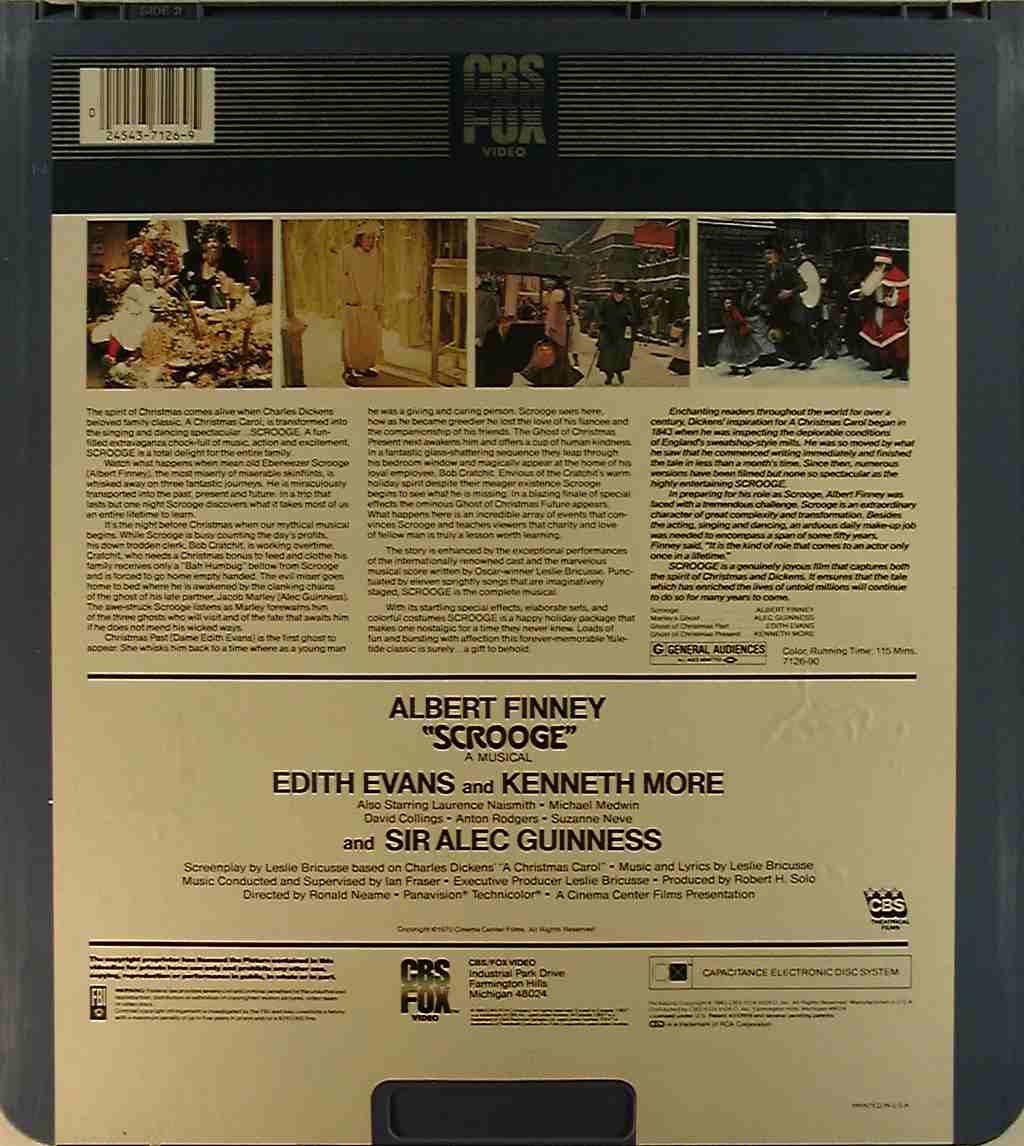 SIDE 2
0
24543-7126-9
CBS
FOX
VIDEO
The spirit of Christmas comes alive when Charles Dickens
beloved family classic, A Christmas Carol, is transformed into
the singing and dancing spectacular...SCROOGE. A fun-
filled extravaganza chock-full of music, action and excitement,
SCROOGE is a total delight for the entire family.
Watch what happens when mean old Ebeneezer Scrooge
(Albert Finney), the most miserly of miserable skinflints, is
whisked away on three fantastic journeys. He is miraculously
transported into the past, present and future. In a trip that
lasts but one night Scrooge discovers what it takes most of us
an entire lifetime to learn.
It's the night before Christmas when our mythical musical
begins. While Scrooge is busy counting the day's profits,
his down trodden clerk, Bob Cratchit, is working overtime.
Cratchit, who needs a Christmas bonus to feed and clothe his
family receives only a "Bah Humbug" bellow from Scrooge
and is forced to go home empty handed. The evil miser goes
home to bed where he is awakened by the clanking chains
of the ghost of his late partner, Jacob Marley (Alec Guinness).
The awe-struck Scrooge listens as Marley forewarns him
of the three ghosts who will visit and of the fate that awaits him
if he does not mend his wicked ways.
Christmas Past (Dame Edith Evans) is the first ghost to
appear. She whisks him back to a time where as a young man
he was a giving and caring person. Scrooge sees here,
how as he became greedier he lost the love of his fiancee and
the companionship of his friends. The Ghost of Christmas
Present next awakens him and offers a cup of human kindness.
In a fantastic glass-shattering sequence they leap through
his bedroom window and magically appear at the home of his
loyal employee, Bob Cratchit. Envious of the Cratchit's warm
holiday spirit despite their meager existence Scrooge
begins to see what he is missing. In a blazing finale of special
effects the ominous Ghost of Christmas Future appears.
What happens here is an incredible array of events that con-
vinces Scrooge and teaches viewers that charity and love
of fellow man is truly a lesson worth learning.
The story is enhanced by the exceptional performances
of the internationally renowned cast and the marvelous
musical score written by Oscar-winner Leslie Bricusse. Punc-
tuated by eleven sprightly songs that are imaginatively
staged, SCROOGE is the complete musical.
With its startling special effects, elaborate sets, and
colorful costumes SCROOGE is a happy holiday package that
makes one nostalgic for a time they never knew. Loads of
fun and bursting with affection this forever-memorable Yule-
tide classic is surely...a gift to behold.
Enchanting readers throughout the world for over a
century, Dickens' inspiration for A Christmas Carol began in
1843 when he was inspecting the deplorable conditions
of England's sweatshop-style mills. He was so moved by what
he saw that he commenced writing immediately and finished
the tale in less than a month's time. Since then, numerous
versions have been filmed but none so spectacular as the
highly entertaining SCROOGE.
In preparing for his role as Scrooge, Albert Finney was
faced with a tremendous challenge. Scrooge is an extraordinary
character of great complexity and transformation. Besides
the acting, singing and dancing, an arduous daily make-up job
was needed to encompass a span of some fifty years.
Finney said, "It is the kind of role that comes to an actor only
once in a lifetime."
SCROOGE is a genuinely joyous film that captures both
the spirit of Christmas and Dickens. It ensures that the tale
which has enriched the lives of untold millions will continue
to do so for many years to come.
Scrooge ALBERT FINNEY
Marley's Ghost ALEC GUINNESS
Ghost of Christmas Past EDITH EVANS
Ghost of Christmas Present KENNETH MORE
G GENERAL AUDIENCES
Color, Running Time: 115 Mins.
7126-90
ALBERT FINNEY
"SCROOGE"
A MUSICAL
EDITH EVANS and KENNETH MORE
Also Starring Laurence Naismith • Michael Medwin
David Collings • Anton Rodgers • Suzanne Neve
and SIR ALEC GUINNESS
Screenplay by Leslie Bricusse based on Charles Dickens' "A Christmas Carol" • Music and Lyrics by Leslie Bricusse
Music Conducted and Supervised by Ian Fraser • Executive Producer Leslie Bricusse • Produced by Robert H. Solo
Directed by Ronald Neame • Panavision® Technicolor® • A Cinema Center Films Presentation
CBS
THEATRICAL
FILMS
Copyright ©1970 Cinema Center Films. All Rights Reserved
CBS
FOX
VIDEO
CBS/FOX VIDEO
Industrial Park Drive
Farmington Hills
Michigan 48024
CAPACITANCE ELECTRONIC DISC SYSTEM
is a trademark of RCA Corporation
PRINTED IN U.S.A.